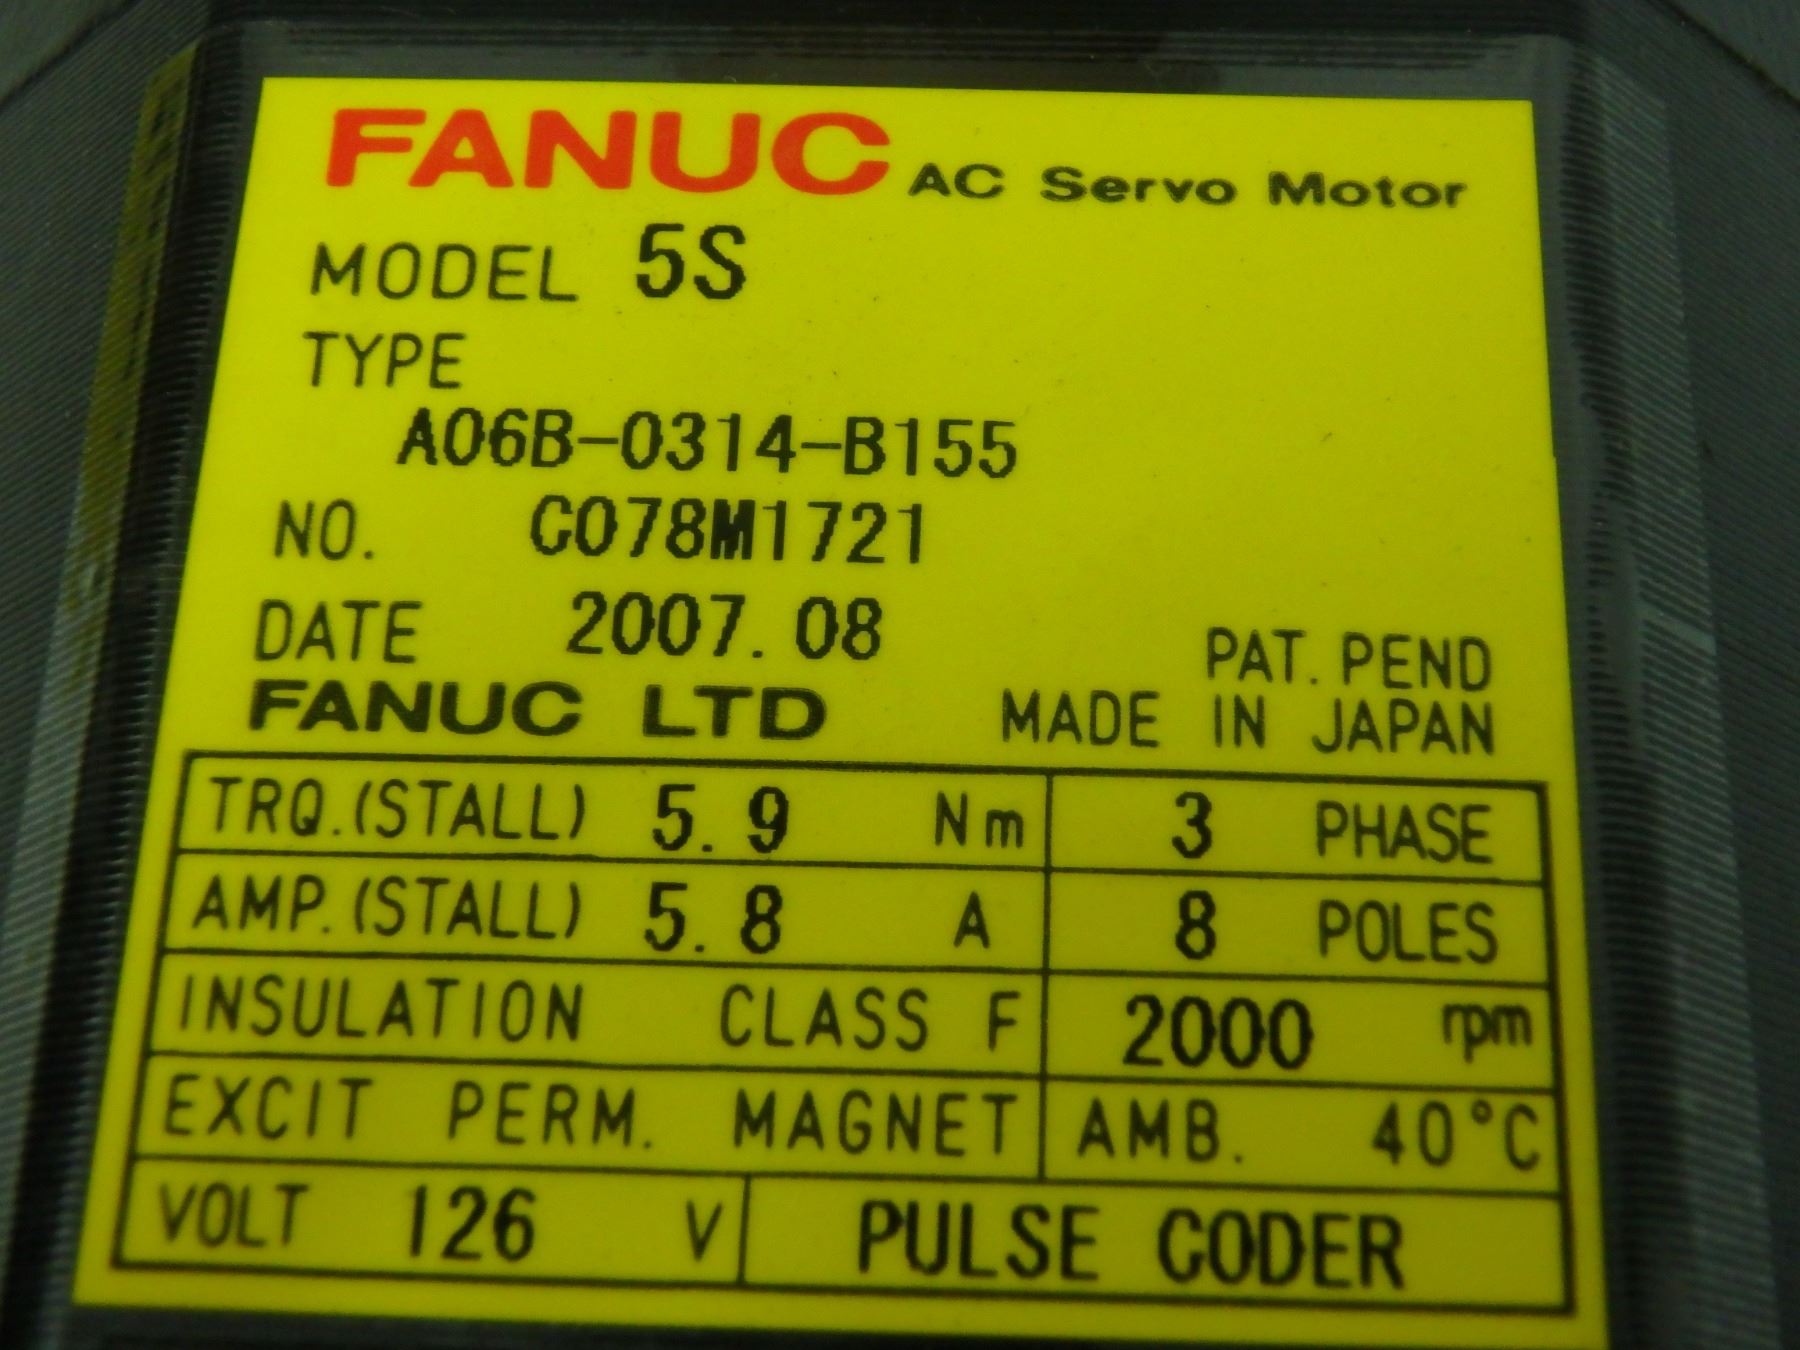 FANUC AC Servo Motor
MODEL 5S
TYPE
A06B-0314-B155
NO. C078M1721
DATE 2007.08
PAT. PEND
FANUC LTD MADE IN JAPAN
TRQ.(STALL) 5.9 Nm 3 PHASE
AMP.(STALL) 5.8 A 8 POLES
INSULATION CLASS F 2000 rpm
EXCIT PERM. MAGNET AMB. 40°C
VOLT 126 V PULSE CODER